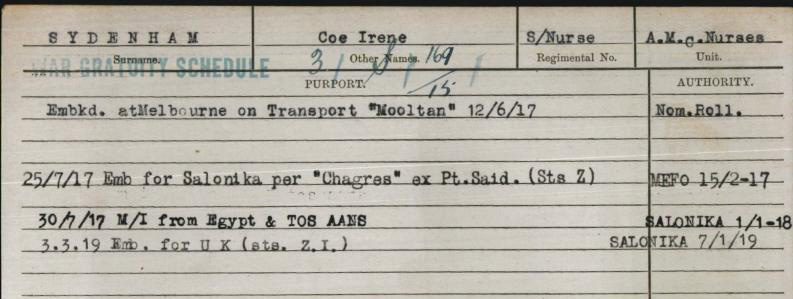 SYDENHAM Coe Irene S/Nurse A.M.C.Nurses
Surname. Other Names. Regimental No. Unit.
WAR GRATUITY SCHEDULE 3 169
15
PURPORT. AUTHORITY.
Embkd. atMelbourne on Transport "Mooltan" 12/6/17 Nom.Roll.
25/7/17 Emb for Salonika per "Chagres" ex Pt.Said. (Sts Z) MEFO 15/2-17
30/7/17 M/I from Egypt & TOS AANS SALONIKA 1/1-18
3.3.19 Emb. for U K (sts. Z.I.) SALONIKA 7/1/19